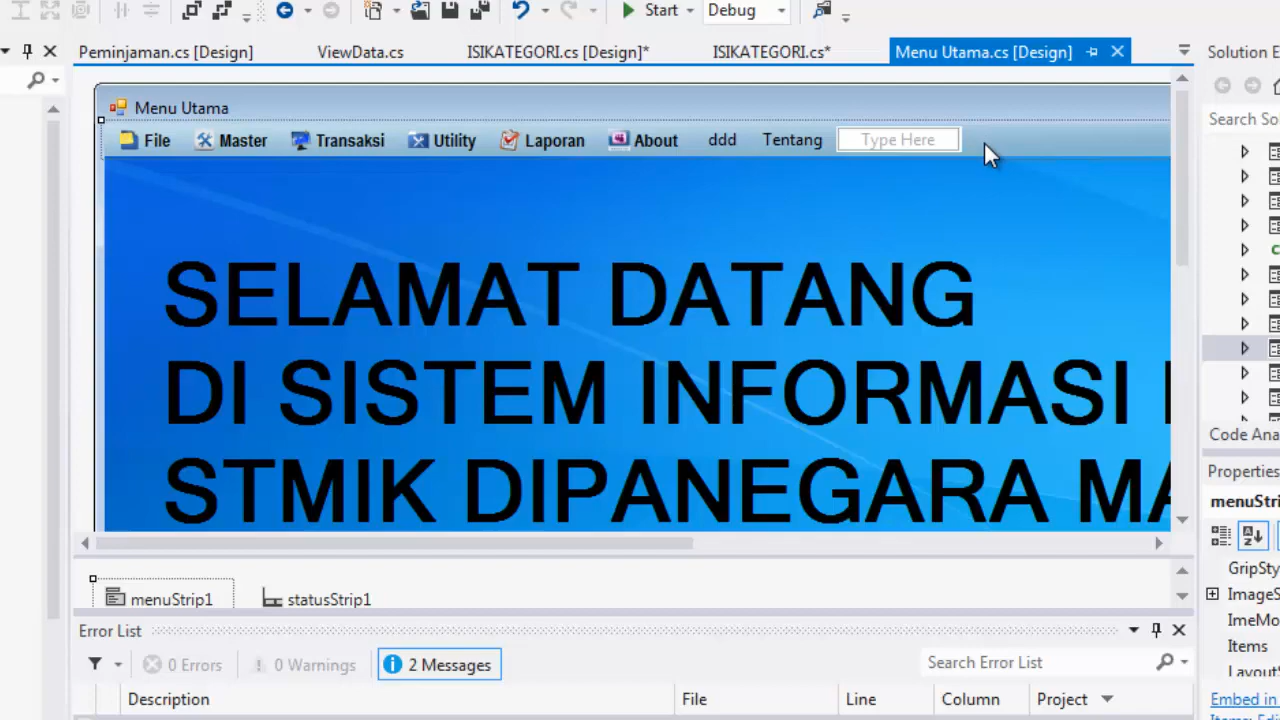 Start Debug
Peminjaman.cs [Design] ViewData.cs ISIKATEGORI.cs [Design]* ISIKATEGORI.cs* Menu Utama.cs [Design] Solution E
Menu Utama
Search So
File Master Transaksi Utility Laporan About ddd Tentang Type Here
SELAMAT DATANG
DI SISTEM INFORMASI
STMIK DIPANEGARA MA
Code Ana
Properties
menuStri
GripSty
ImageS
ImeMo
Items
LayoutS
Embed in
menuStrip1 statusStrip1
Error List
0 Errors 0 Warnings 2 Messages Search Error List
Description File Line Column Project